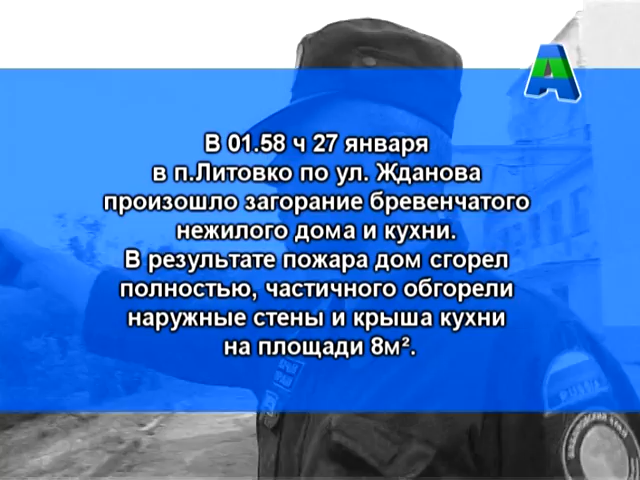 А
В 01.58 ч 27 января
в п.Литовко по ул. Жданова
произошло загорание бревенчатого
нежилого дома и кухни.
В результате пожара дом сгорел
полностью, частичного обгорели
наружные стены и крыша кухни
на площади 8м².